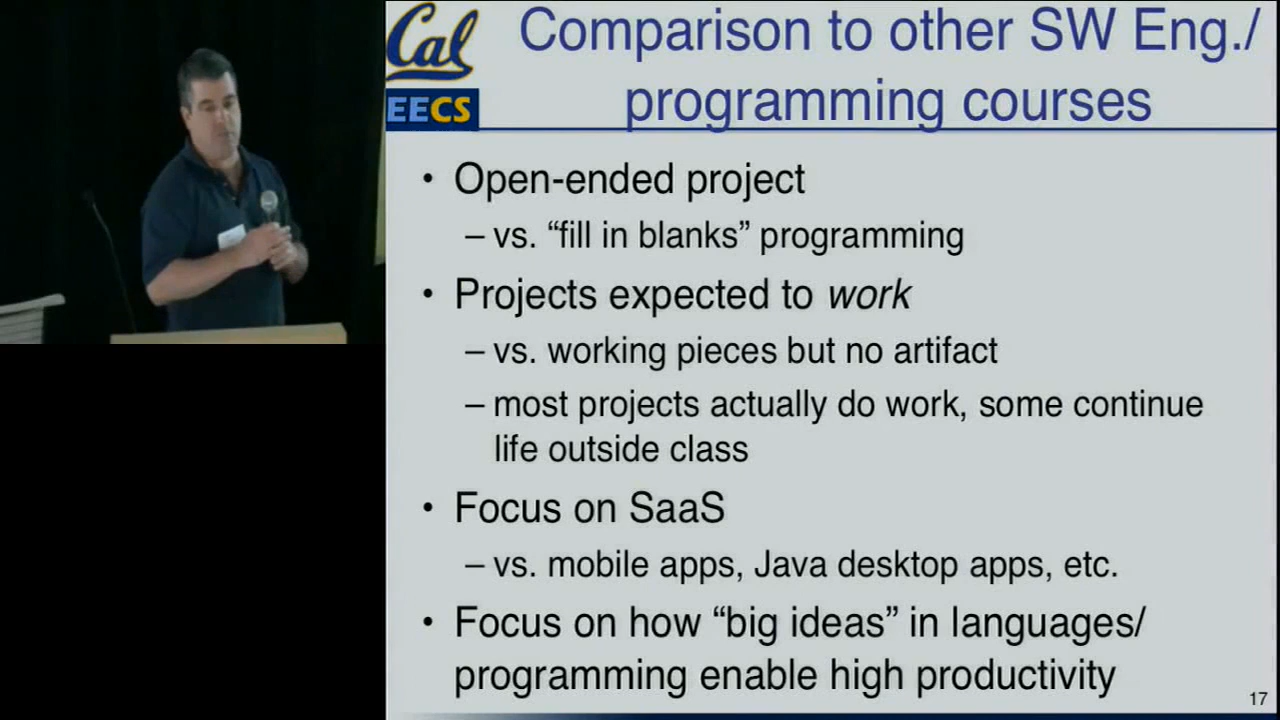 Cal
EECS
Comparison to other SW Eng./
programming courses
• Open-ended project
– vs. “fill in blanks” programming
• Projects expected to work
– vs. working pieces but no artifact
– most projects actually do work, some continue
life outside class
• Focus on SaaS
– vs. mobile apps, Java desktop apps, etc.
• Focus on how “big ideas” in languages/
programming enable high productivity
17